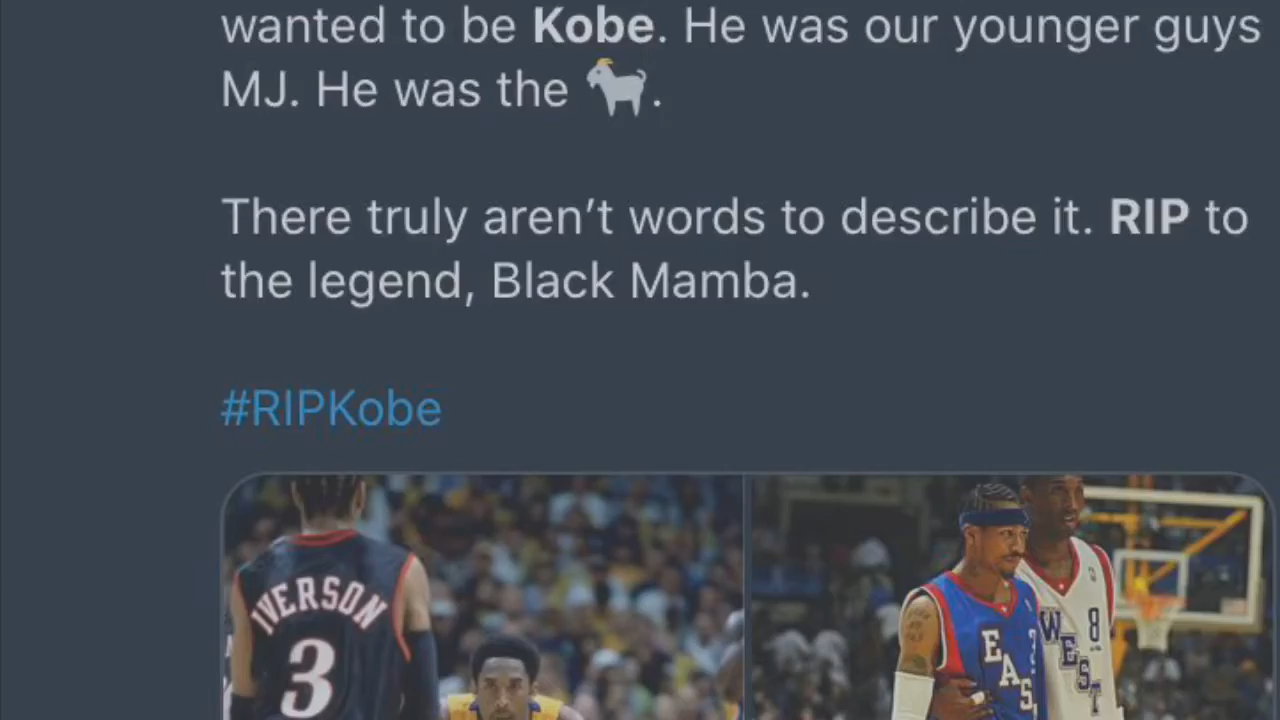 wanted to be Kobe. He was our younger guys
MJ. He was the 🐐.
There truly aren’t words to describe it. RIP to
the legend, Black Mamba.
#RIPKobe
IVERSON
3
EAST
WEST
8